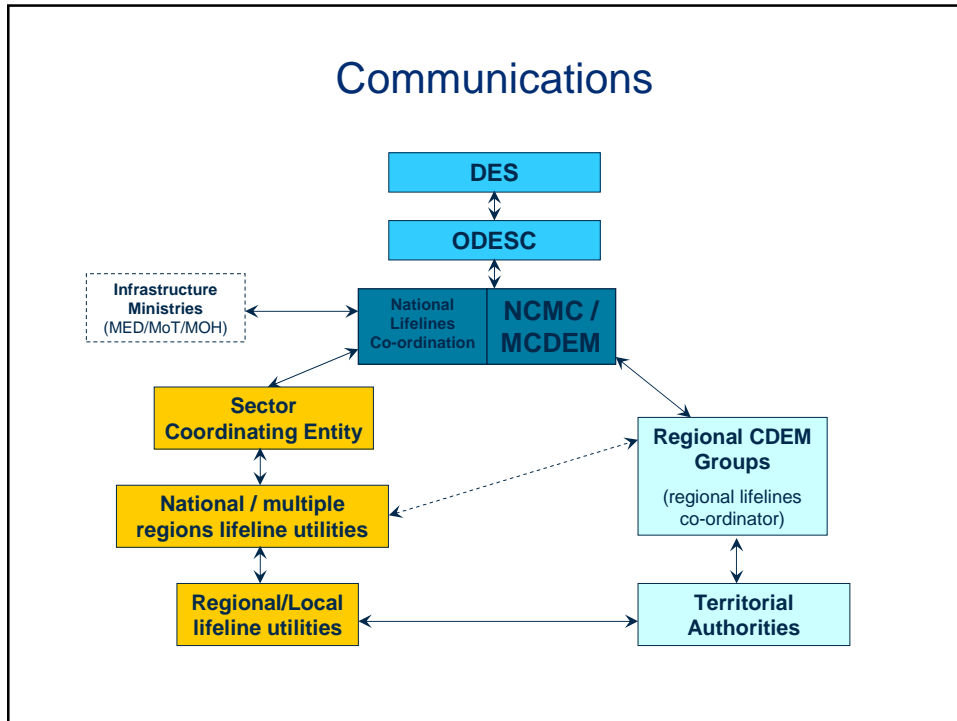 Communications
DES
ODESC
Infrastructure
Ministries
(MED/MoT/MOH)
National
Lifelines
Co-ordination
NCMC /
MCDEM
Sector
Coordinating Entity
Regional CDEM
Groups
(regional lifelines
co-ordinator)
National / multiple
regions lifeline utilities
Regional/Local
lifeline utilities
Territorial
Authorities